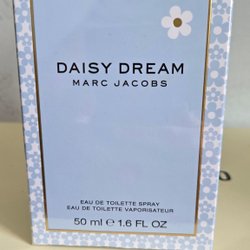 DAISY DREAM
MARC JACOBS
EAU DE TOILETTE SPRAY
EAU DE TOILETTE VAPORISATEUR
50 ml ℮ 1.6 FL OZ